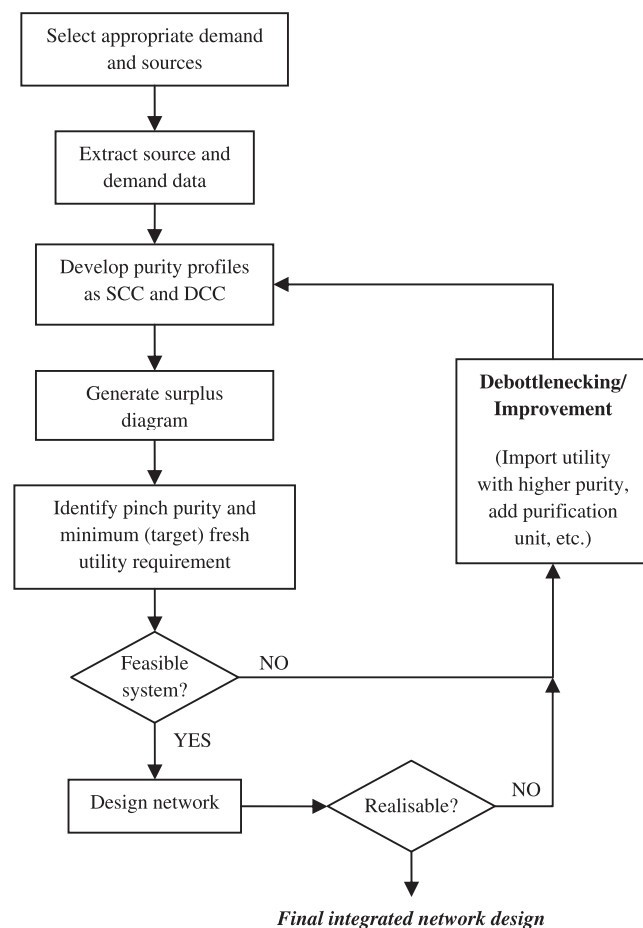 Select appropriate demand
and sources
Extract source and
demand data
Develop purity profiles
as SCC and DCC
Generate surplus
diagram
Identify pinch purity and
minimum (target) fresh
utility requirement
Debottlenecking/
Improvement
(Import utility
with higher purity,
add purification
unit, etc.)
Feasible
system?
NO
YES
Design network
Realisable?
NO
Final integrated network design